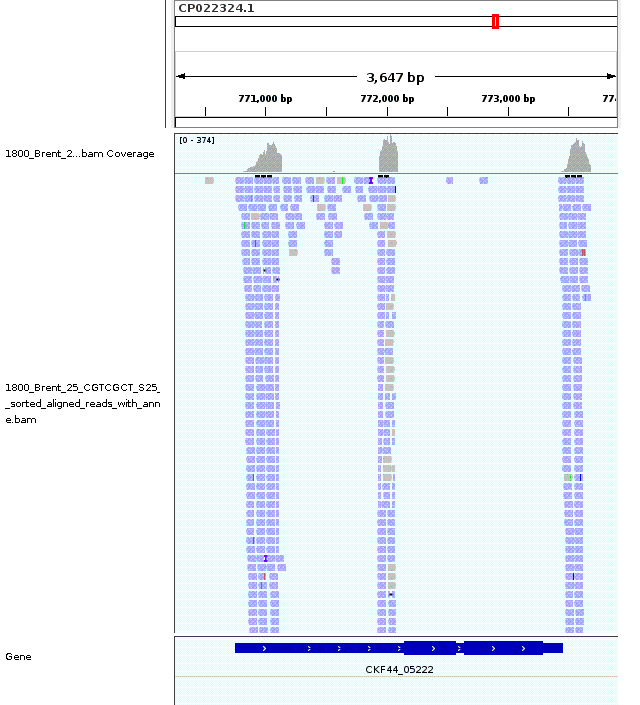 CP022324.1
3,647 bp
771,000 bp 772,000 bp 773,000 bp 774
[0 - 374]
1800_Brent_2...bam Coverage
1800_Brent_25_CGTCGCT_S25_
_sorted_aligned_reads_with_ann
e.bam
Gene
CKF44_05222